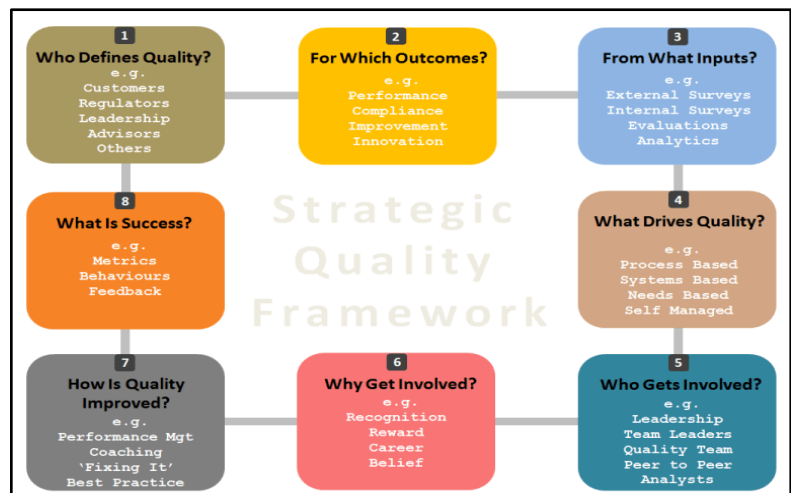 1
Who Defines Quality?
e.g.
Customers
Regulators
Leadership
Advisors
Others
2
For Which Outcomes?
e.g.
Performance
Compliance
Improvement
Innovation
3
From What Inputs?
e.g.
External Surveys
Internal Surveys
Evaluations
Analytics
8
What Is Success?
e.g.
Metrics
Behaviours
Feedback
Strategic
Quality
Framework
4
What Drives Quality?
e.g.
Process Based
Systems Based
Needs Based
Self Managed
7
How Is Quality
Improved?
e.g.
Performance Mgt
Coaching
‘Fixing It’
Best Practice
6
Why Get Involved?
e.g.
Recognition
Reward
Career
Belief
5
Who Gets Involved?
e.g.
Leadership
Team Leaders
Quality Team
Peer to Peer
Analysts